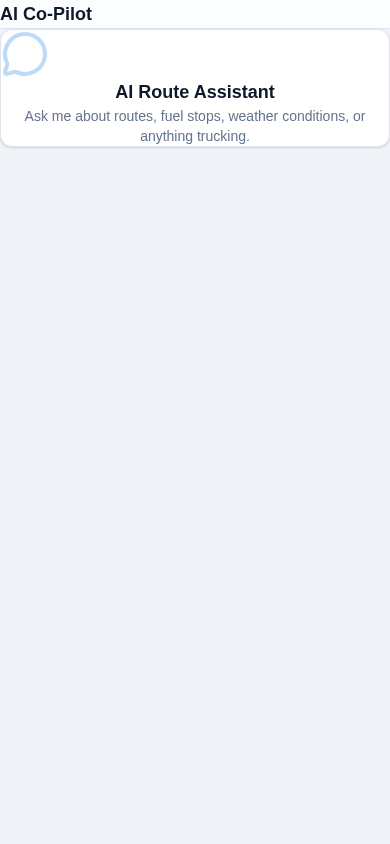 AI Co-Pilot
AI Route Assistant
Ask me about routes, fuel stops, weather conditions, or
anything trucking.